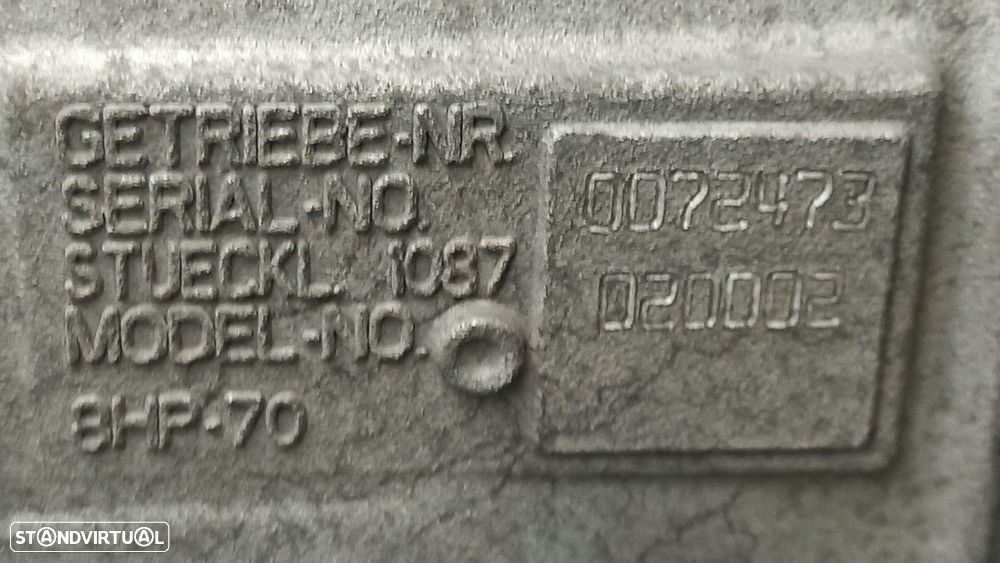 GETRIEBE-NR.
SERIAL-NO. 0072473
STUECKL. 1087 020002
MODEL-NO.
8HP-70
STANDVIRTUAL